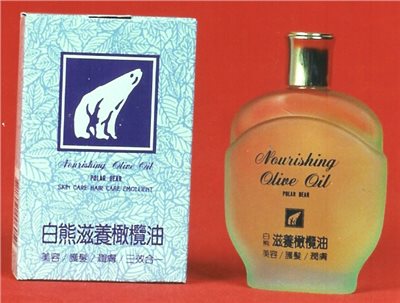 Nourishing Olive Oil
POLAR BEAR
SKIN CARE HAIR CARE EMOLLIENT
白熊滋養橄欖油
美容/護髮/潤膚/三效合一
Nourishing
Olive Oil
POLAR BEAR
白熊滋養橄欖油
美容/護髮/潤膚